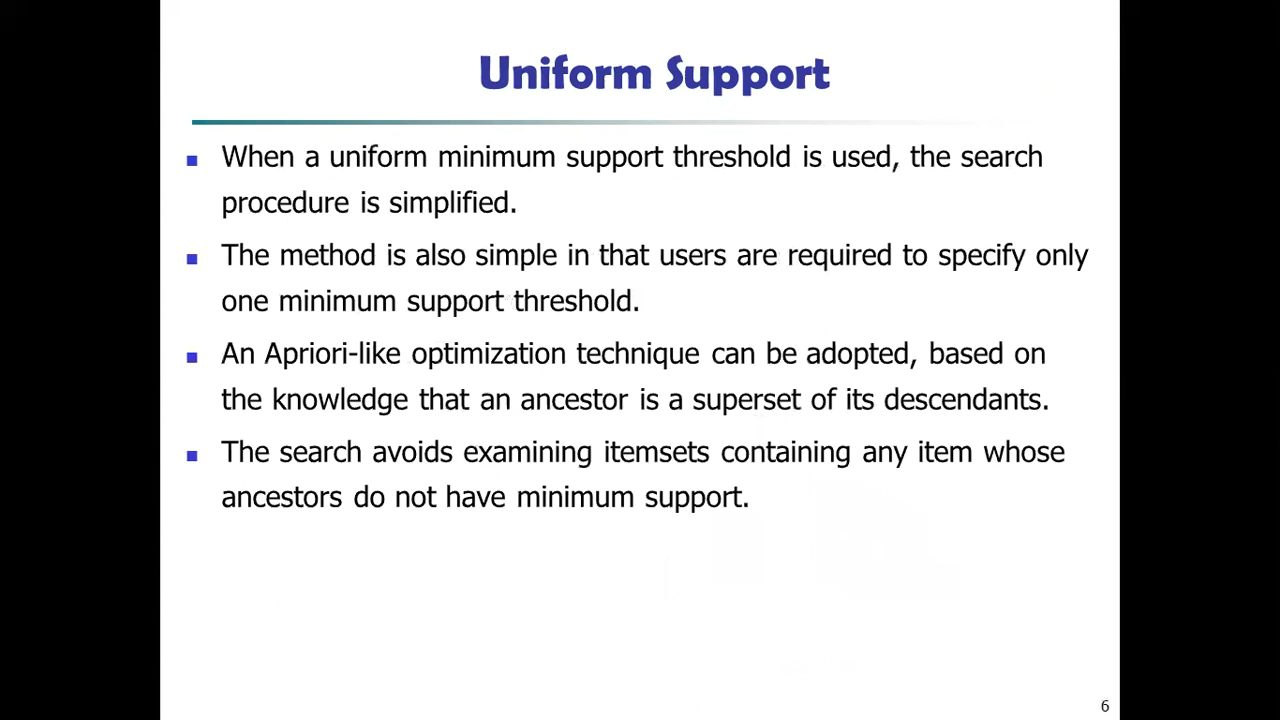 Uniform Support
When a uniform minimum support threshold is used, the search
procedure is simplified.
The method is also simple in that users are required to specify only
one minimum support threshold.
An Apriori-like optimization technique can be adopted, based on
the knowledge that an ancestor is a superset of its descendants.
The search avoids examining itemsets containing any item whose
ancestors do not have minimum support.
6